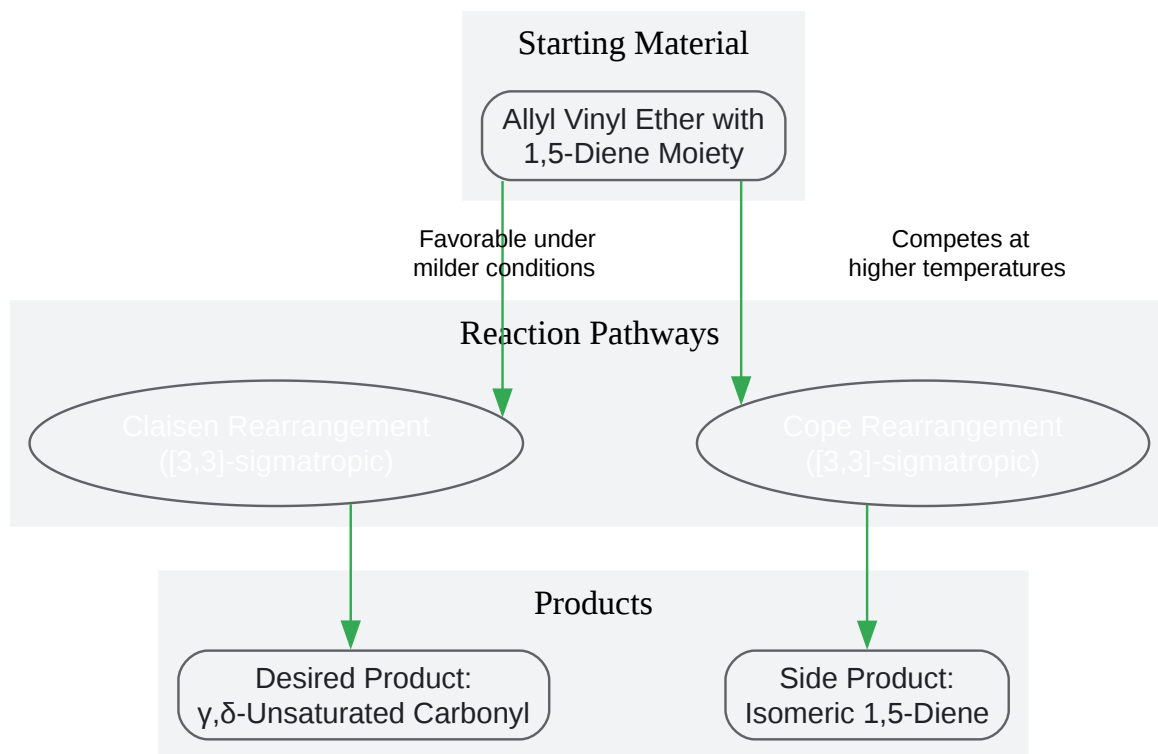 Starting Material
Allyl Vinyl Ether with
1,5-Diene Moiety
Favorable under
milder conditions
Competes at
higher temperatures
Reaction Pathways
Claisen Rearrangement
([3,3]-sigmatropic)
Cope Rearrangement
([3,3]-sigmatropic)
Products
Desired Product:
γ,δ-Unsaturated Carbonyl
Side Product:
Isomeric 1,5-Diene